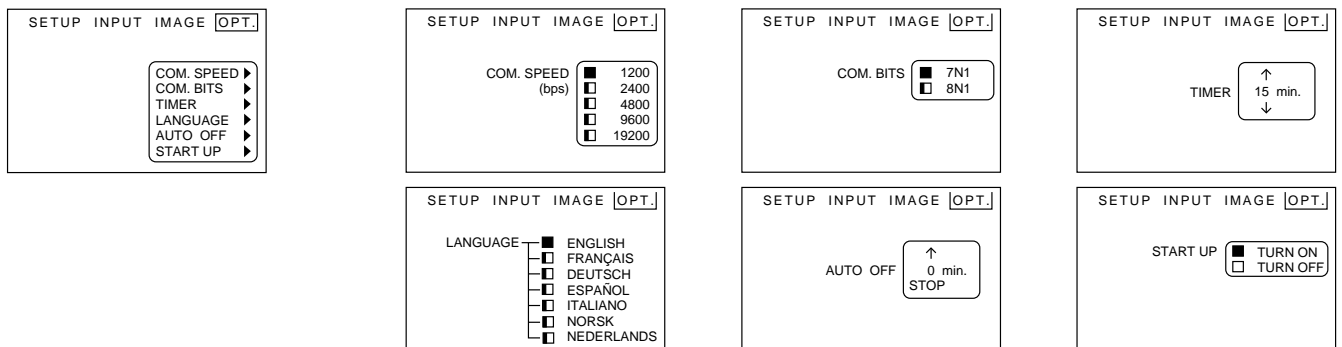 SETUP INPUT IMAGE OPT.
COM. SPEED
COM. BITS
TIMER
LANGUAGE
AUTO OFF
START UP
SETUP INPUT IMAGE OPT.
COM. SPEED 1200
(bps) 2400
4800
9600
19200
SETUP INPUT IMAGE OPT.
COM. BITS 7N1
8N1
SETUP INPUT IMAGE OPT.
TIMER 15 min.
SETUP INPUT IMAGE OPT.
LANGUAGE ENGLISH
FRANÇAIS
DEUTSCH
ESPAÑOL
ITALIANO
NORSK
NEDERLANDS
SETUP INPUT IMAGE OPT.
AUTO OFF 0 min.
STOP
SETUP INPUT IMAGE OPT.
START UP TURN ON
TURN OFF